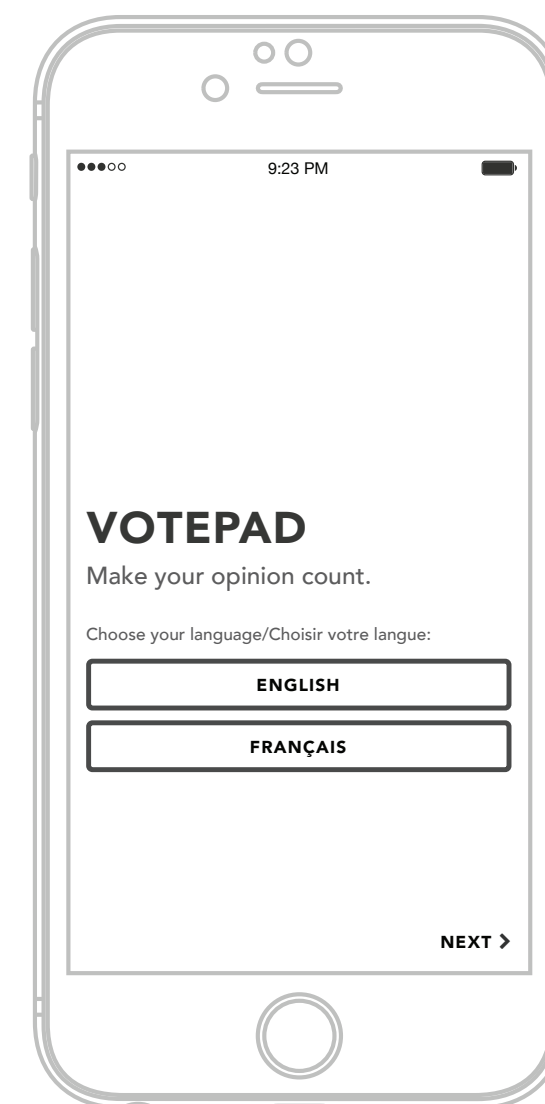 9:23 PM
VOTEPAD
Make your opinion count.
Choose your language/Choisir votre langue:
ENGLISH
FRANÇAIS
NEXT